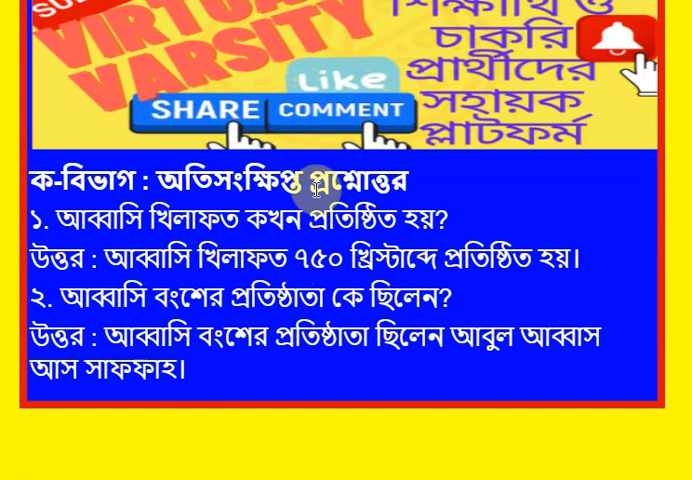 VIRTUAL
VARSITY
শিক্ষার্থী ও
চাকরি
প্রার্থীদের
সহায়ক
প্লাটফর্ম
Like
SHARE
COMMENT
ক-বিভাগ : অতিসংক্ষিপ্ত প্রশ্নোত্তর
১. আব্বাসি খিলাফত কখন প্রতিষ্ঠিত হয়?
উত্তর : আব্বাসি খিলাফত ৭৫০ খ্রিস্টাব্দে প্রতিষ্ঠিত হয়।
২. আব্বাসি বংশের প্রতিষ্ঠাতা কে ছিলেন?
উত্তর : আব্বাসি বংশের প্রতিষ্ঠাতা ছিলেন আবুল আব্বাস
আস সাফফাহ।